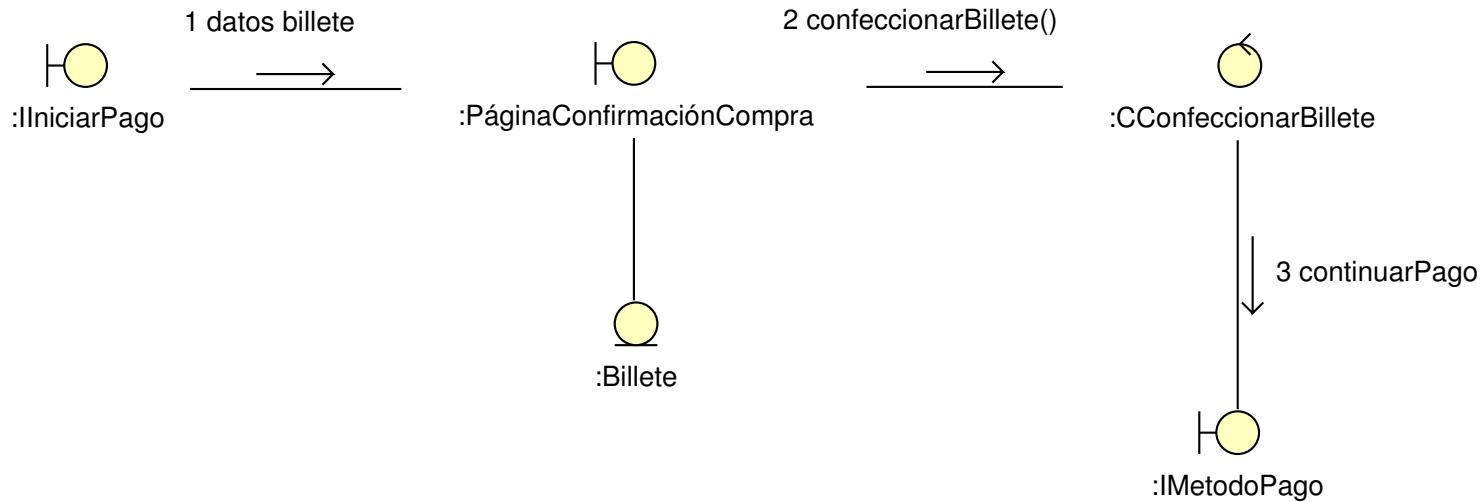 1 datos billete
2 confeccionarBillete()
:IIniciarPago
:PáginaConfirmaciónCompra
:CConfeccionarBillete
3 continuarPago
:Billete
:IMetodoPago